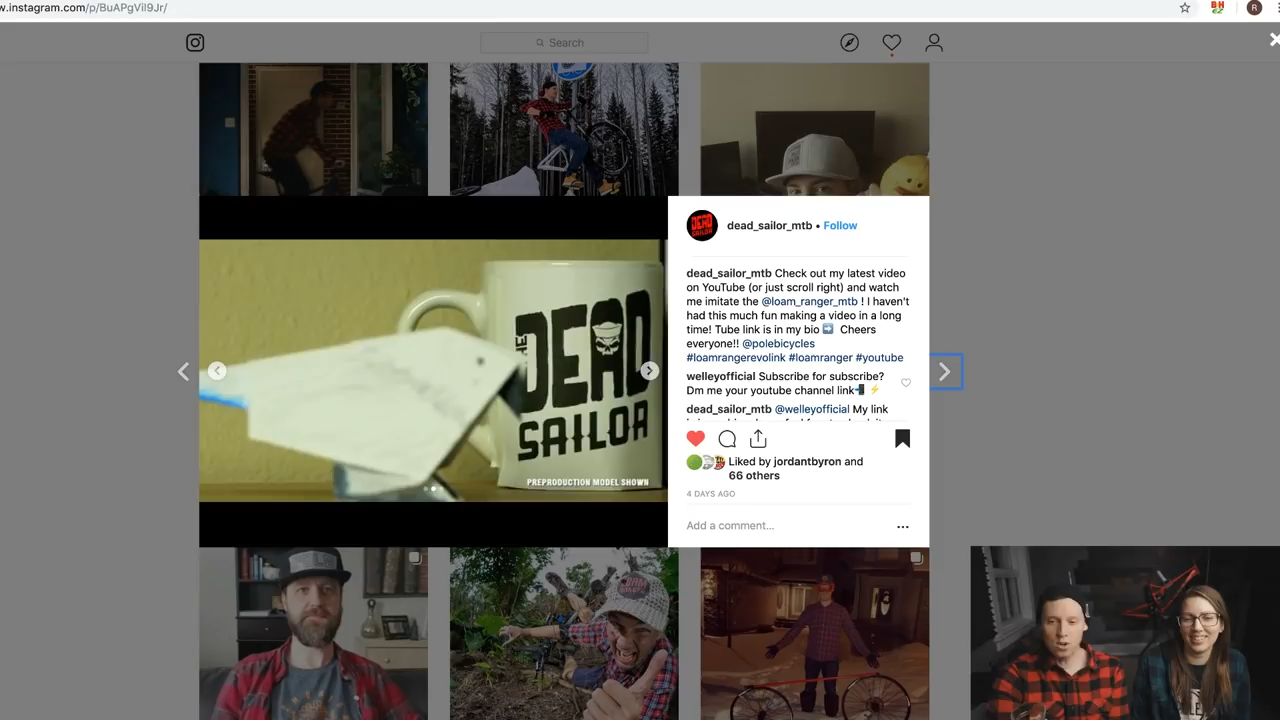 w.instagram.com/p/BuAPgVil9Jr/
R
Search
dead_sailor_mtb • Follow
dead_sailor_mtb Check out my latest video
on YouTube (or just scroll right) and watch
me imitate the @loam_ranger_mtb ! I haven't
had this much fun making a video in a long
time! Tube link is in my bio ➡️ Cheers
everyone!! @polebicycles
#loamrangerevolink #loamranger #youtube
welleyofficial Subscribe for subscribe?
Dm me your youtube channel link📲 ⚡
dead_sailor_mtb @welleyofficial My link
Liked by jordantbyron and
66 others
4 DAYS AGO
Add a comment...
THE
DEAD
SAILOR
PREPRODUCTION MODEL SHOWN
DEAD
SAILOR